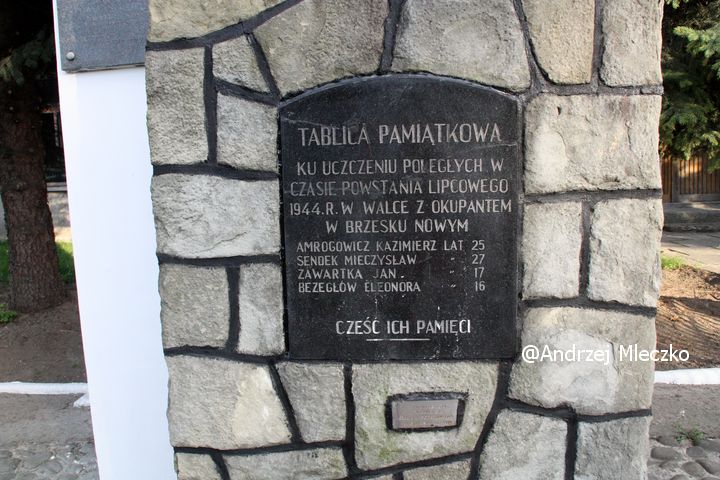 TABLICA PAMIĄTKOWA
KU UCZCZENIU POLEGŁYCH W
CZASIE POWSTANIA LIPCOWEGO
1944.R. W WALCE Z OKUPANTEM
W BRZESKU NOWYM
AMROGOWICZ KAZIMIERZ LAT 25
SENDEK MIECZYSŁAW „ 27
ZAWARTKA JAN. „ 17
BEZEGŁÓW ELEONORA „ 16
CZEŚĆ ICH PAMIĘCI
@Andrzej Mleczko